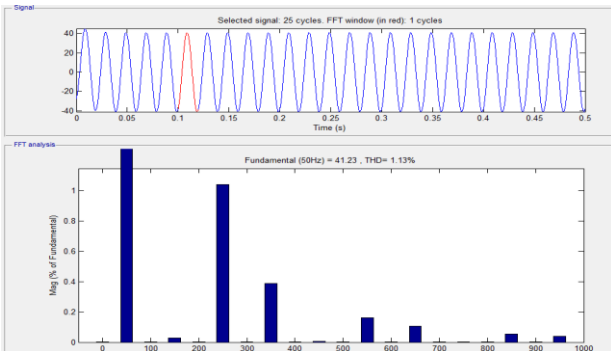 Signal
Selected signal: 25 cycles. FFT window (in red): 1 cycles
40
20
0
-20
-40
0 0.05 0.1 0.15 0.2 0.25 0.3 0.35 0.4 0.45 0.5
Time (s)
FFT analysis
Fundamental (50Hz) = 41.23 , THD= 1.13%
Mag (% of Fundamental)
1
0.8
0.6
0.4
0.2
0
0 100 200 300 400 500 600 700 800 900 1000